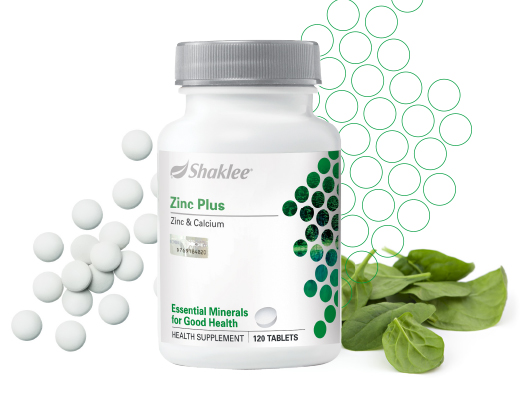 Shaklee
Zinc Plus
Zinc & Calcium
Essential Minerals
for Good Health
HEALTH SUPPLEMENT | 120 TABLETS